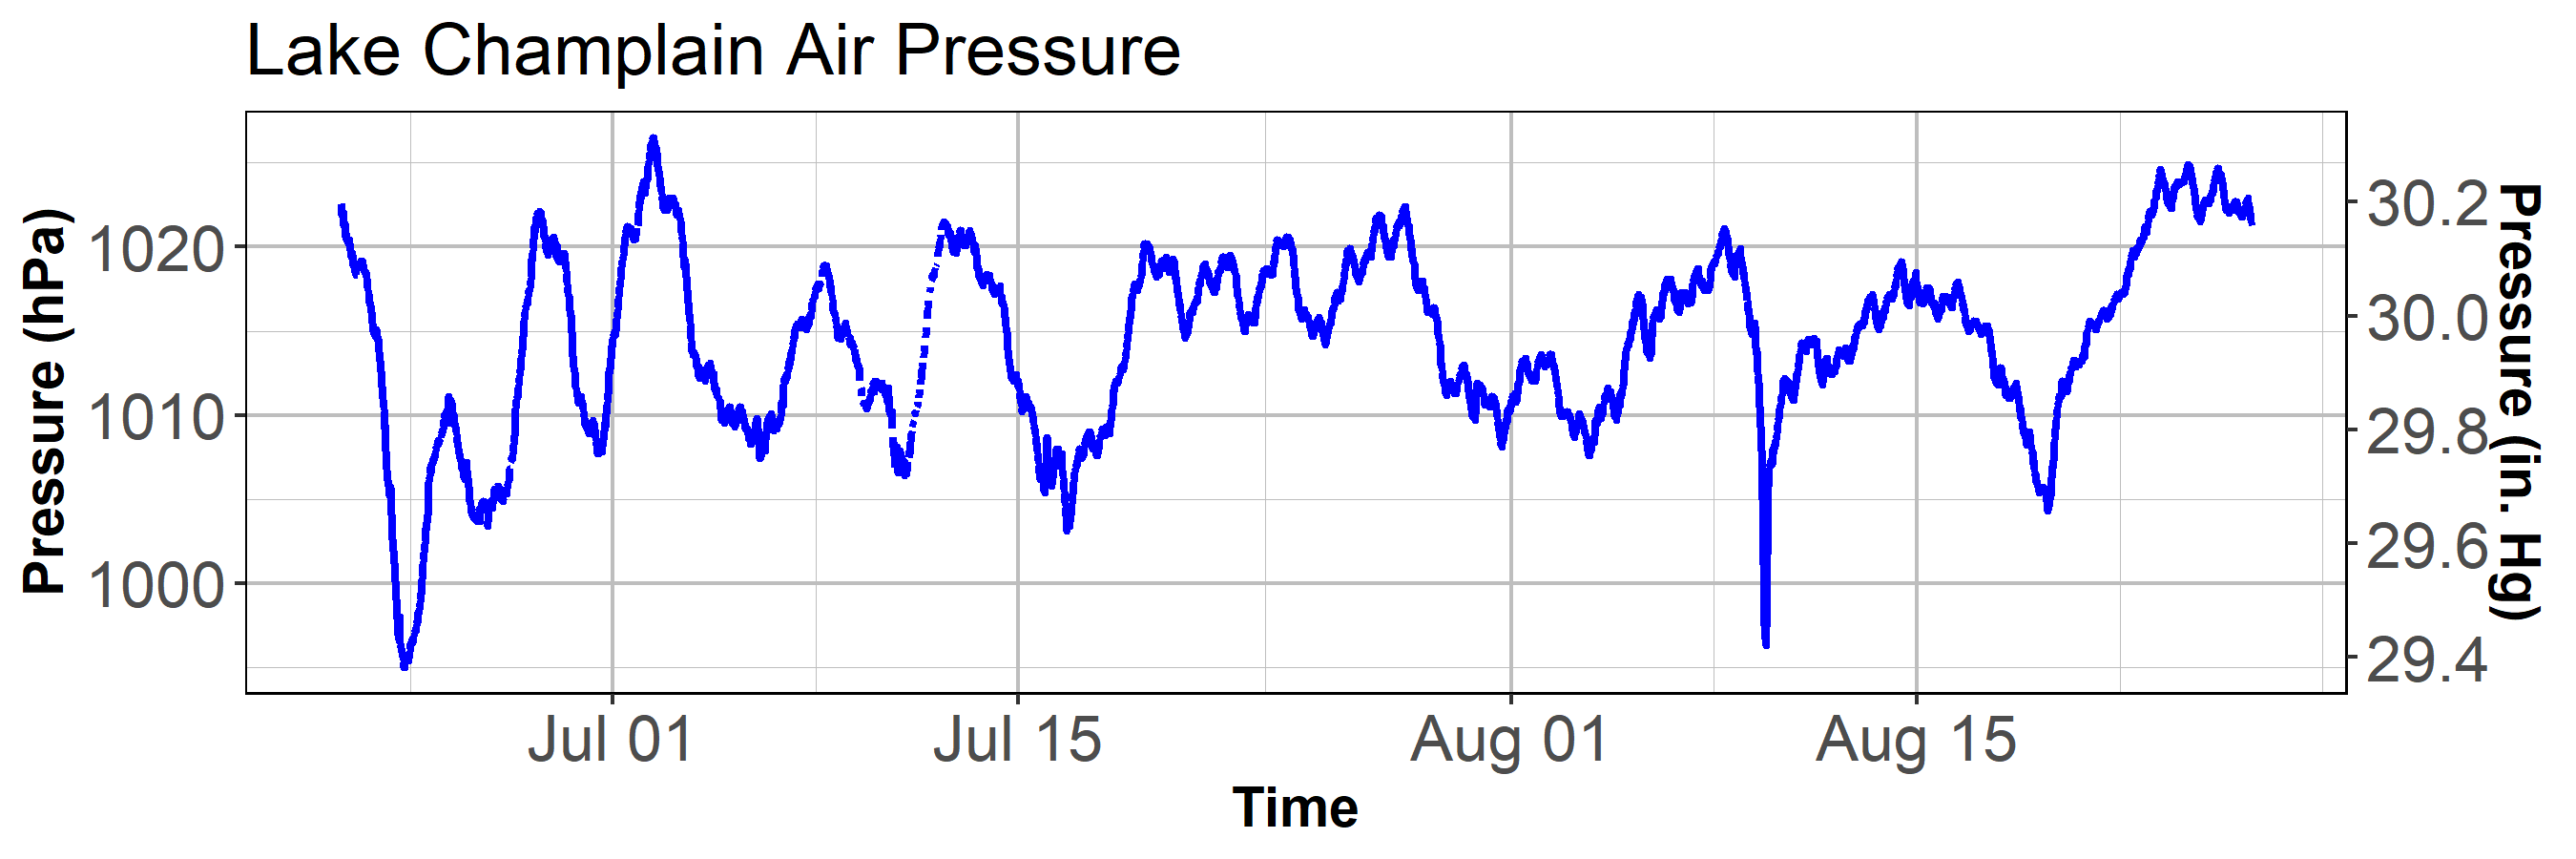 Lake Champlain Air Pressure
Pressure (hPa)
1020
1010
1000
30.2
30.0
29.8
29.6
29.4
Pressure (in. Hg)
Jul 01
Jul 15
Aug 01
Aug 15
Time